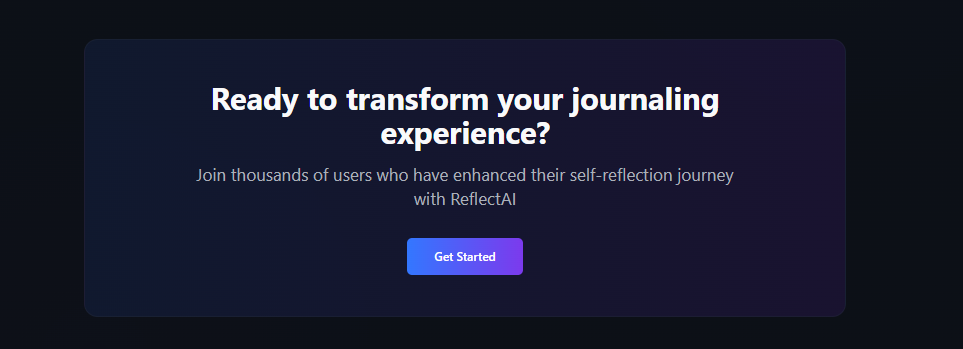 Ready to transform your journaling
experience?
Join thousands of users who have enhanced their self-reflection journey
with ReflectAI
Get Started